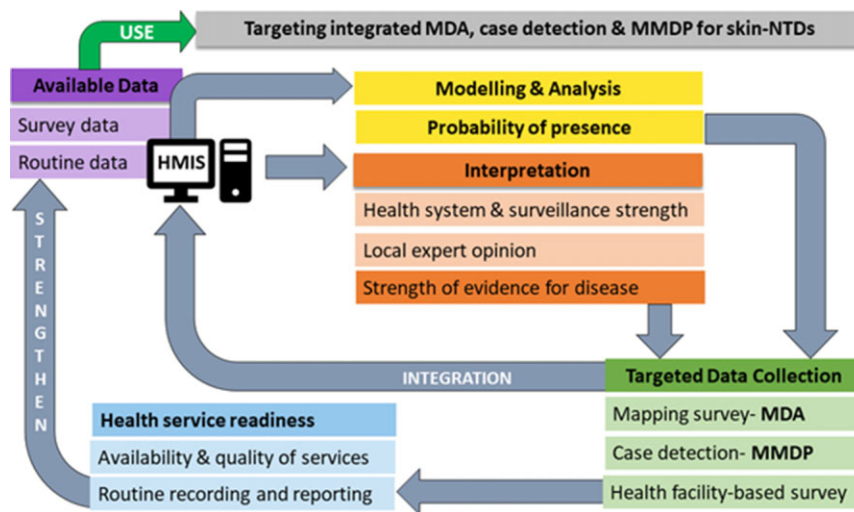 USE
Targeting integrated MDA, case detection & MMDP for skin-NTDs
Available Data
Survey data
Routine data
HMIS
Modelling & Analysis
Probability of presence
Interpretation
Health system & surveillance strength
Local expert opinion
Strength of evidence for disease
STRENGTHEN
INTEGRATION
Targeted Data Collection
Mapping survey- MDA
Case detection- MMDP
Health facility-based survey
Health service readiness
Availability & quality of services
Routine recording and reporting